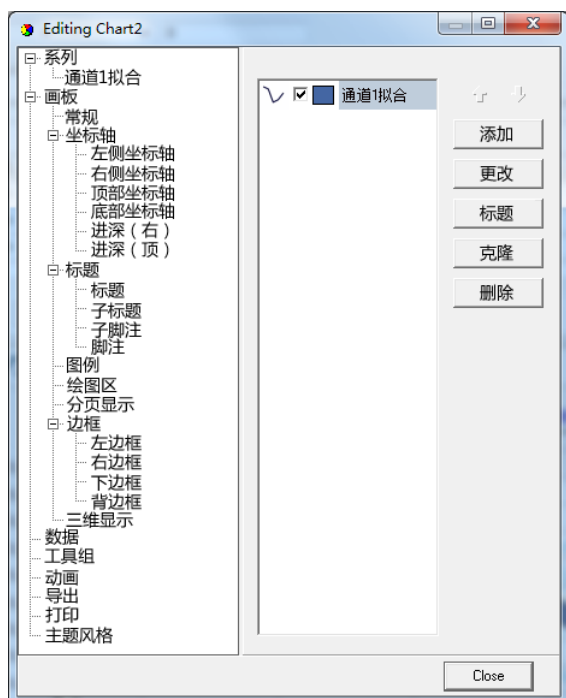 Editing Chart2
系列
通道1拟合
画板
常规
坐标轴
左侧坐标轴
右侧坐标轴
顶部坐标轴
底部坐标轴
进深（右）
进深（顶）
标题
标题
子标题
子脚注
脚注
图例
绘图区
分页显示
边框
左边框
右边框
下边框
背边框
三维显示
数据
工具组
动画
导出
打印
主题风格
通道1拟合
添加
更改
标题
克隆
删除
Close